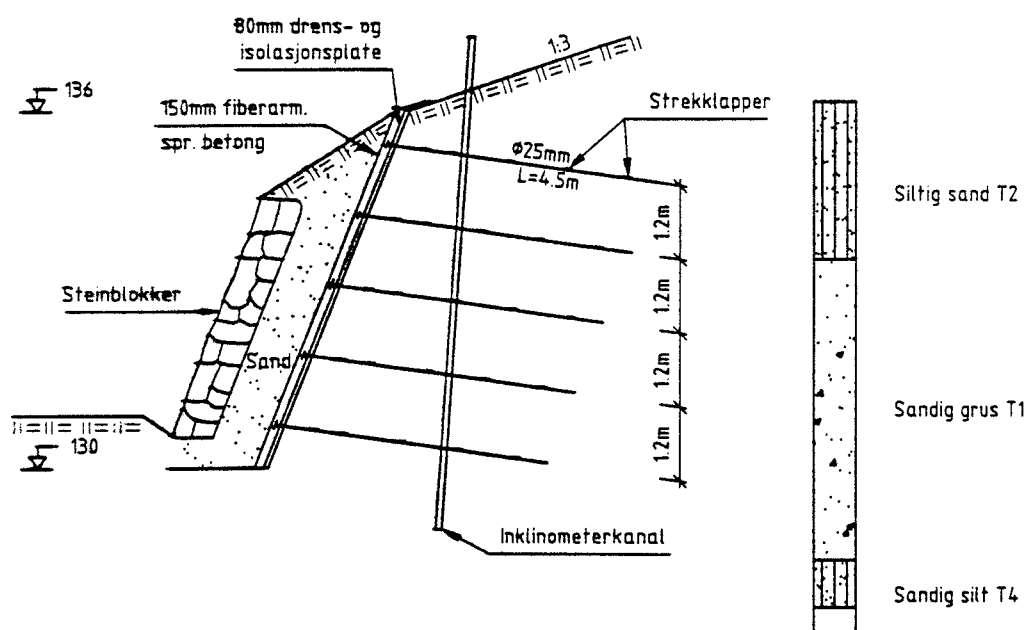 80mm drens- og
isolasjonsplate
1:3
136
150mm fiberarm.
spr. betong
Strekklapper
Ø25mm
L=4.5m
Siltig sand T2
1.2m
1.2m
Steinblokker
1.2m
Sand
Sandig grus T1
130
1.2m
Inklinometerkanal
Sandig silt T4